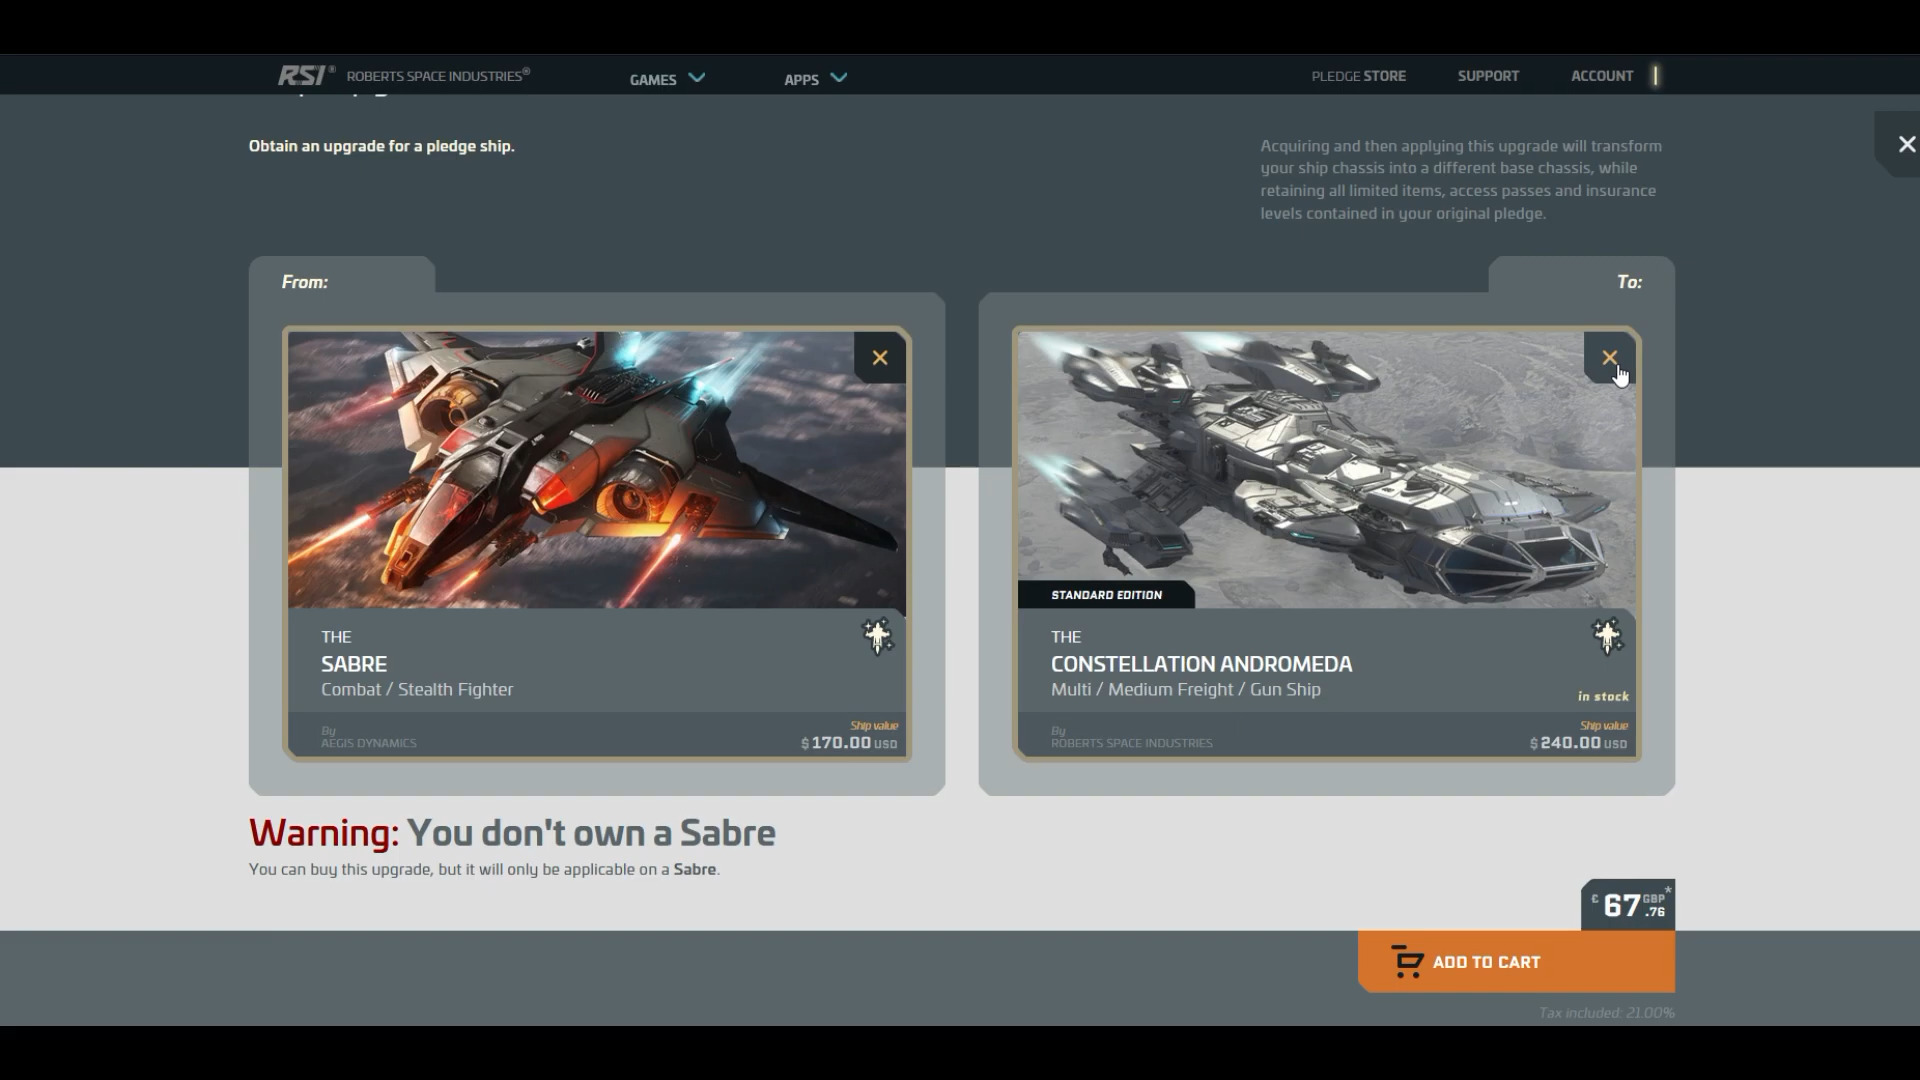 RSI® ROBERTS SPACE INDUSTRIES®
GAMES
APPS
PLEDGE STORE
SUPPORT
ACCOUNT
Obtain an upgrade for a pledge ship.
Acquiring and then applying this upgrade will transform
your ship chassis into a different base chassis, while
retaining all limited items, access passes and insurance
levels contained in your original pledge.
From:
THE
SABRE
Combat / Stealth Fighter
By
AEGIS DYNAMICS
Ship value
$170.00 USD
To:
STANDARD EDITION
THE
CONSTELLATION ANDROMEDA
Multi / Medium Freight / Gun Ship
in stock
By
ROBERTS SPACE INDUSTRIES
Ship value
$240.00 USD
Warning: You don't own a Sabre
You can buy this upgrade, but it will only be applicable on a Sabre.
£67.76 GBP*
ADD TO CART
Tax included: 21.00%